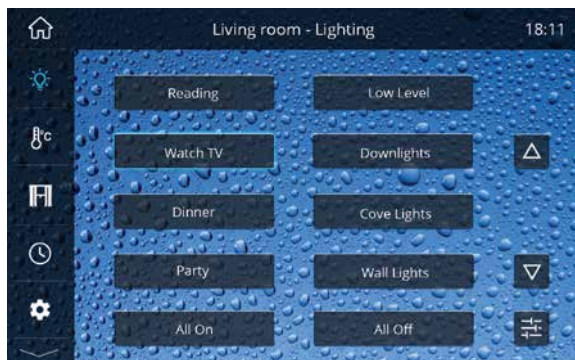 Living room - Lighting 18:11
Reading Low Level
°C
Watch TV Downlights
Dinner Cove Lights
Party Wall Lights
All On All Off